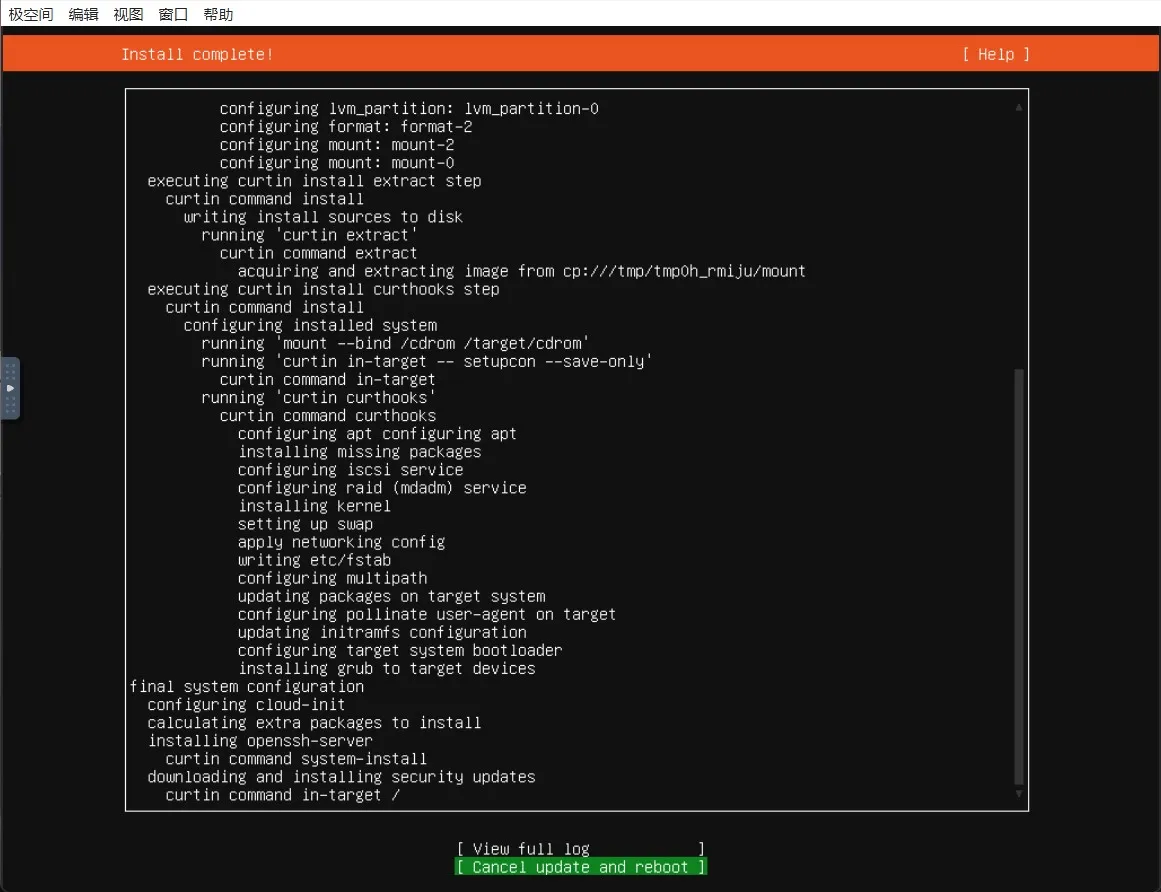 极空间 编辑 视图 窗口 帮助
Install complete! [ Help ]
configuring lvm_partition: lvm_partition-0
configuring format: format-2
configuring mount: mount-2
configuring mount: mount-0
executing curtin install extract step
curtin command install
writing install sources to disk
running 'curtin extract'
curtin command extract
acquiring and extracting image from cp:///tmp/tmp0h_rmiju/mount
executing curtin install curthooks step
curtin command install
configuring installed system
running 'mount --bind /cdrom /target/cdrom'
running 'curtin in-target -- setupcon --save-only'
curtin command in-target
running 'curtin curthooks'
curtin command curthooks
configuring apt configuring apt
installing missing packages
configuring iscsi service
configuring raid (mdadm) service
installing kernel
setting up swap
apply networking config
writing etc/fstab
configuring multipath
updating packages on target system
configuring pollinate user-agent on target
updating initramfs configuration
configuring target system bootloader
installing grub to target devices
final system configuration
configuring cloud-init
calculating extra packages to install
installing openssh-server
curtin command system-install
downloading and installing security updates
curtin command in-target /
[ View full log ]
[ Cancel update and reboot ]